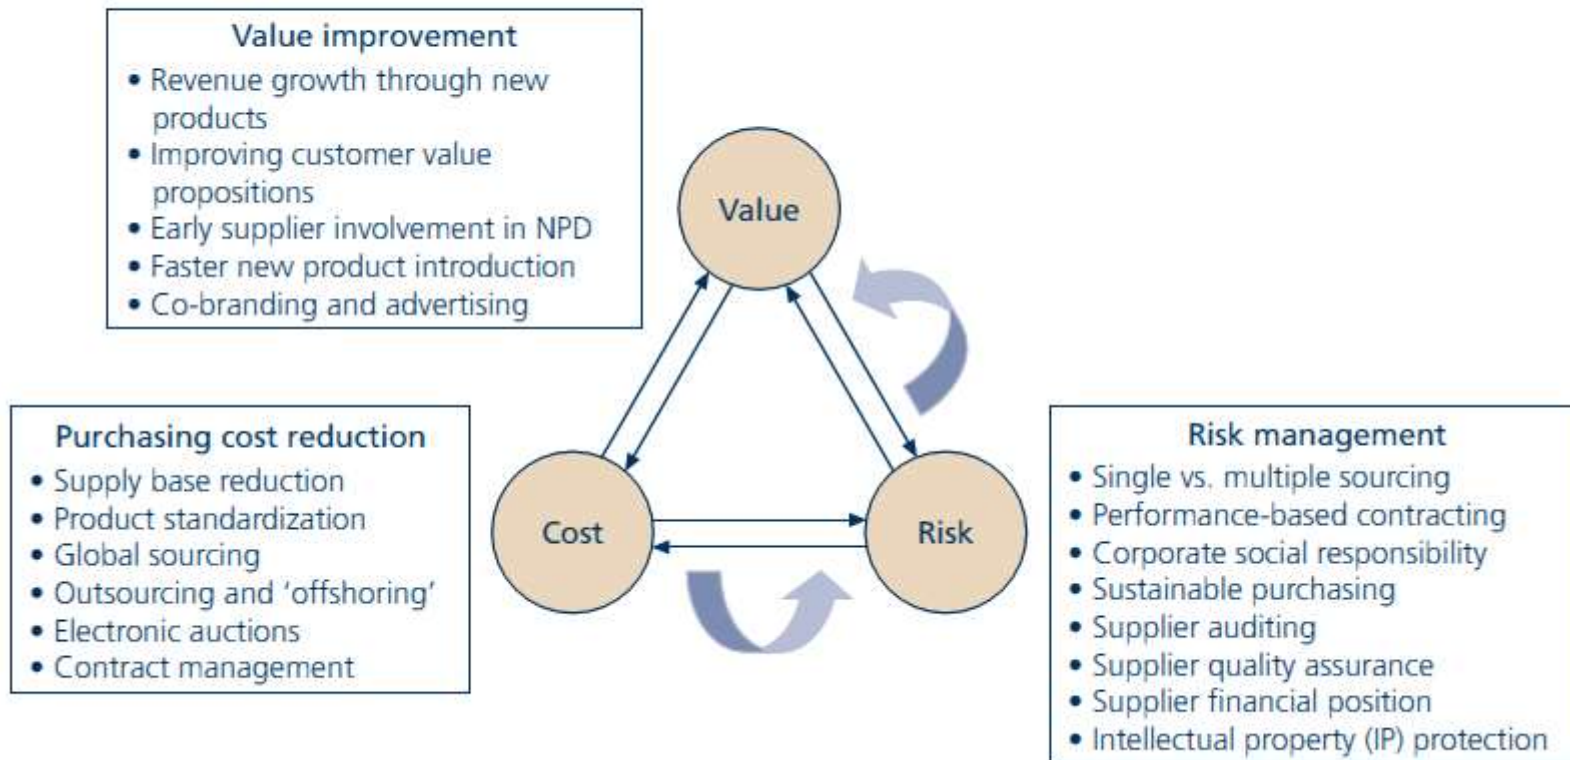 Value improvement
• Revenue growth through new
products
• Improving customer value
propositions
• Early supplier involvement in NPD
• Faster new product introduction
• Co-branding and advertising
Value
Purchasing cost reduction
• Supply base reduction
• Product standardization
• Global sourcing
• Outsourcing and ‘offshoring’
• Electronic auctions
• Contract management
Cost
Risk
Risk management
• Single vs. multiple sourcing
• Performance-based contracting
• Corporate social responsibility
• Sustainable purchasing
• Supplier auditing
• Supplier quality assurance
• Supplier financial position
• Intellectual property (IP) protection